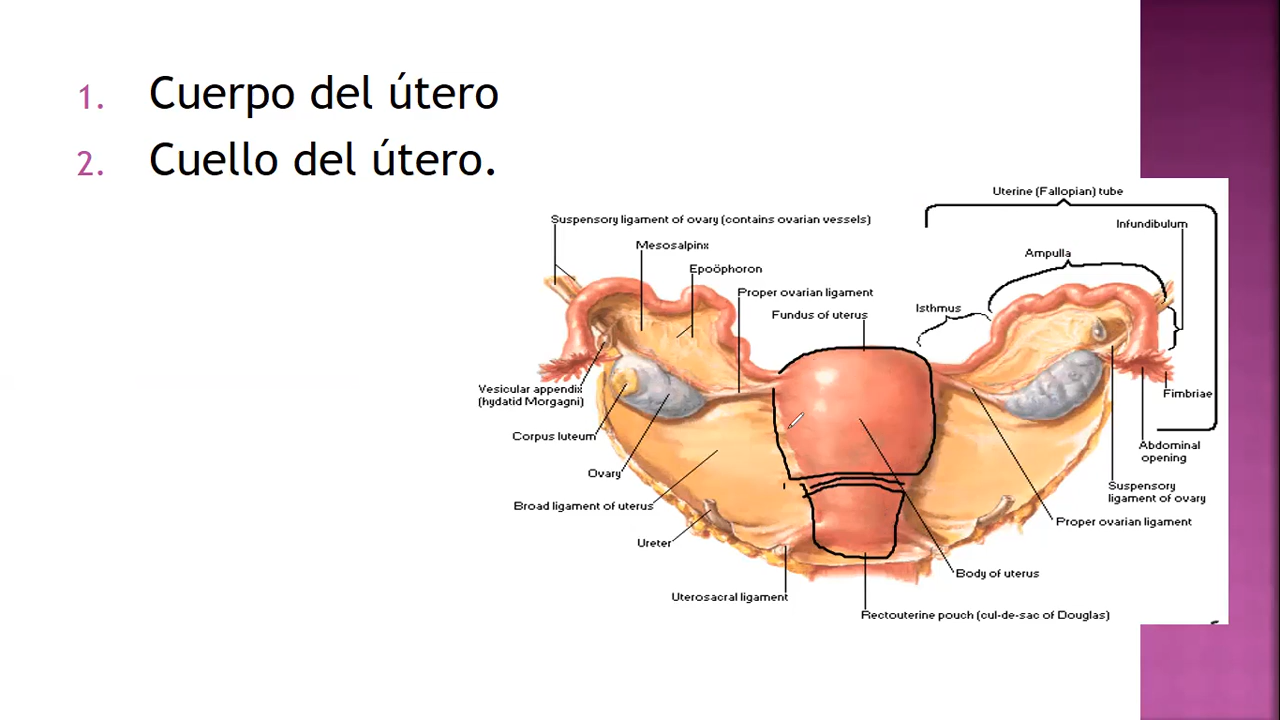 1. Cuerpo del útero
2. Cuello del útero.
Uterine (Fallopian) tube
Suspensory ligament of ovary (contains ovarian vessels)
Infundibulum
Mesosalpinx
Ampulla
Epoöphoron
Proper ovarian ligament
Isthmus
Fundus of uterus
Vesicular appendix
(hydatid Morgagni)
Fimbriae
Corpus luteum
Abdominal
opening
Ovary
Suspensory
ligament of ovary
Broad ligament of uterus
Proper ovarian ligament
Ureter
Body of uterus
Uterosacral ligament
Rectouterine pouch (cul-de-sac of Douglas)